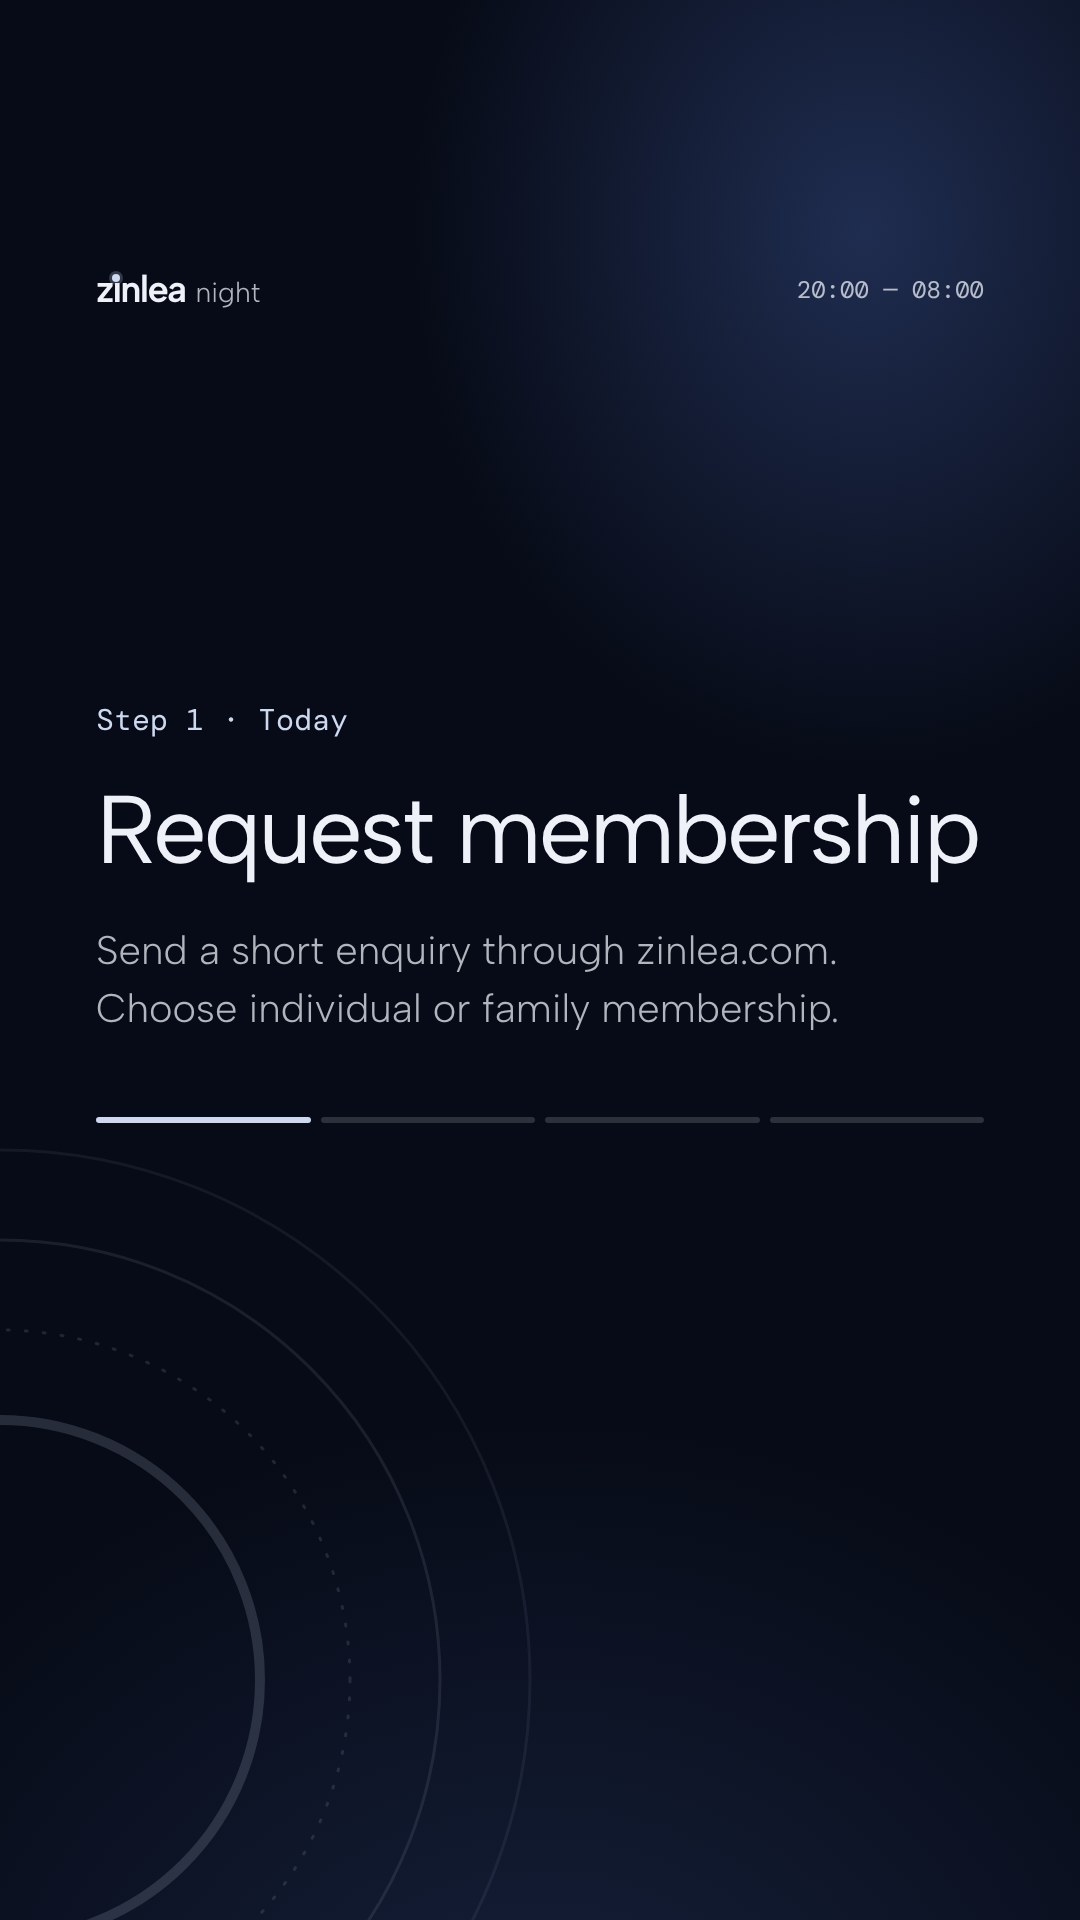 zinlea night
20:00 — 08:00
Step 1 · Today
Request membership
Send a short enquiry through zinlea.com.
Choose individual or family membership.